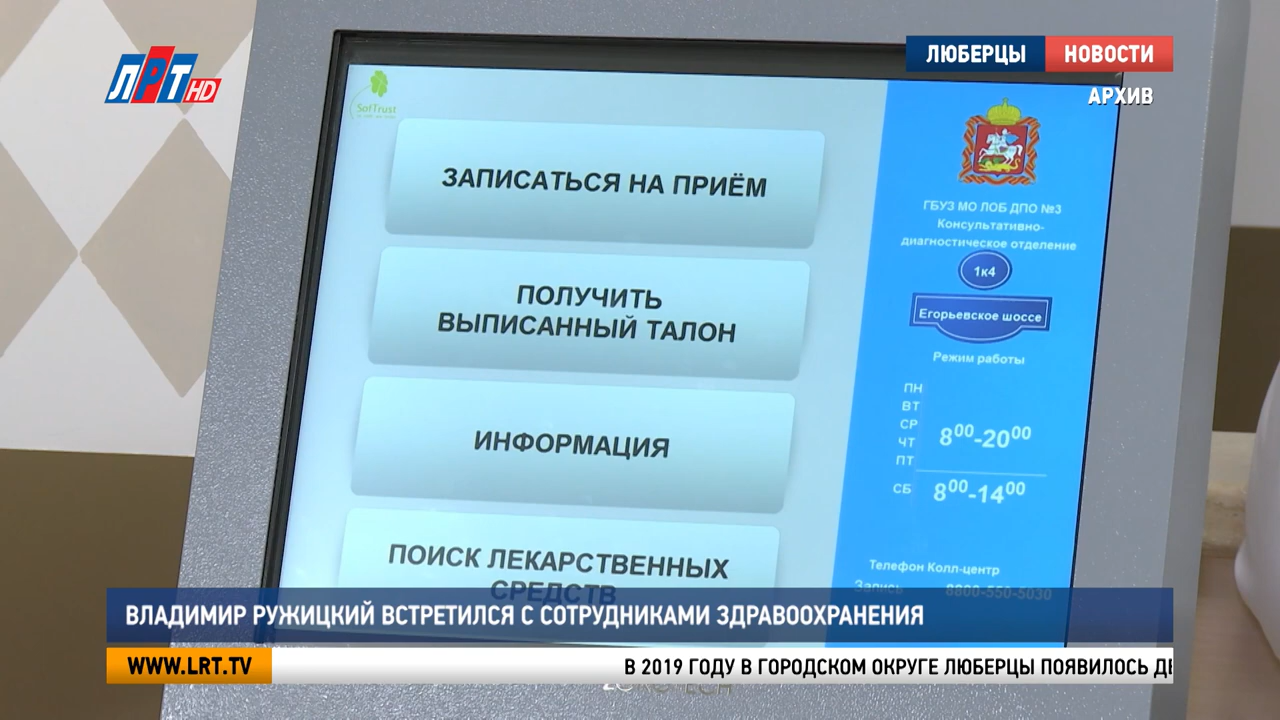 ЛРТHD
ЛЮБЕРЦЫ НОВОСТИ
АРХИВ
SofTrust
ЗАПИСАТЬСЯ НА ПРИЁМ
ПОЛУЧИТЬ
ВЫПИСАННЫЙ ТАЛОН
ИНФОРМАЦИЯ
ПОИСК ЛЕКАРСТВЕННЫХ
СРЕДСТВ
ГБУЗ МО ЛОБ ДПО №3
Консультативно-
диагностическое отделение
1к4
Егорьевское шоссе
Режим работы
ПН
ВТ
СР
ЧТ
ПТ
8⁰⁰-20⁰⁰
СБ 8⁰⁰-14⁰⁰
Телефон Колл-центр
Запись 8800-550-5030
ВЛАДИМИР РУЖИЦКИЙ ВСТРЕТИЛСЯ С СОТРУДНИКАМИ ЗДРАВООХРАНЕНИЯ
WWW.LRT.TV
В 2019 ГОДУ В ГОРОДСКОМ ОКРУГЕ ЛЮБЕРЦЫ ПОЯВИЛОСЬ